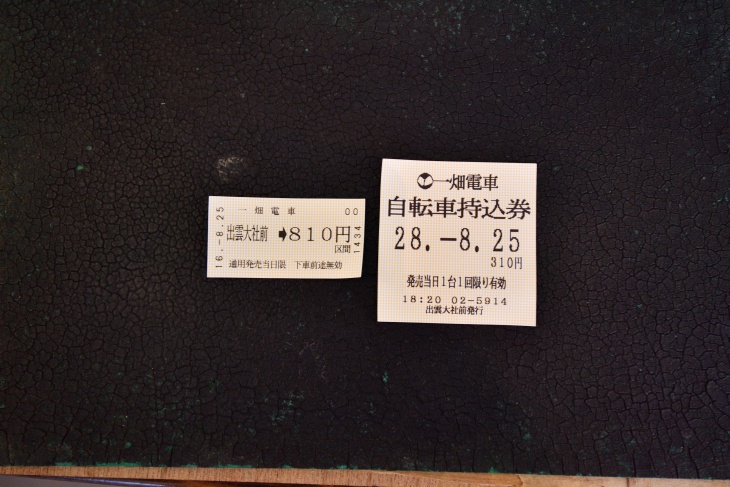 一畑電車 00
出雲大社前 ➡810円
区間
通用発売当日限 下車前途無効
16.-8.25
1434
一畑電車
自転車持込券
28.-8.25
310円
発売当日1台1回限り有効
18:20 02-5914
出雲大社前発行